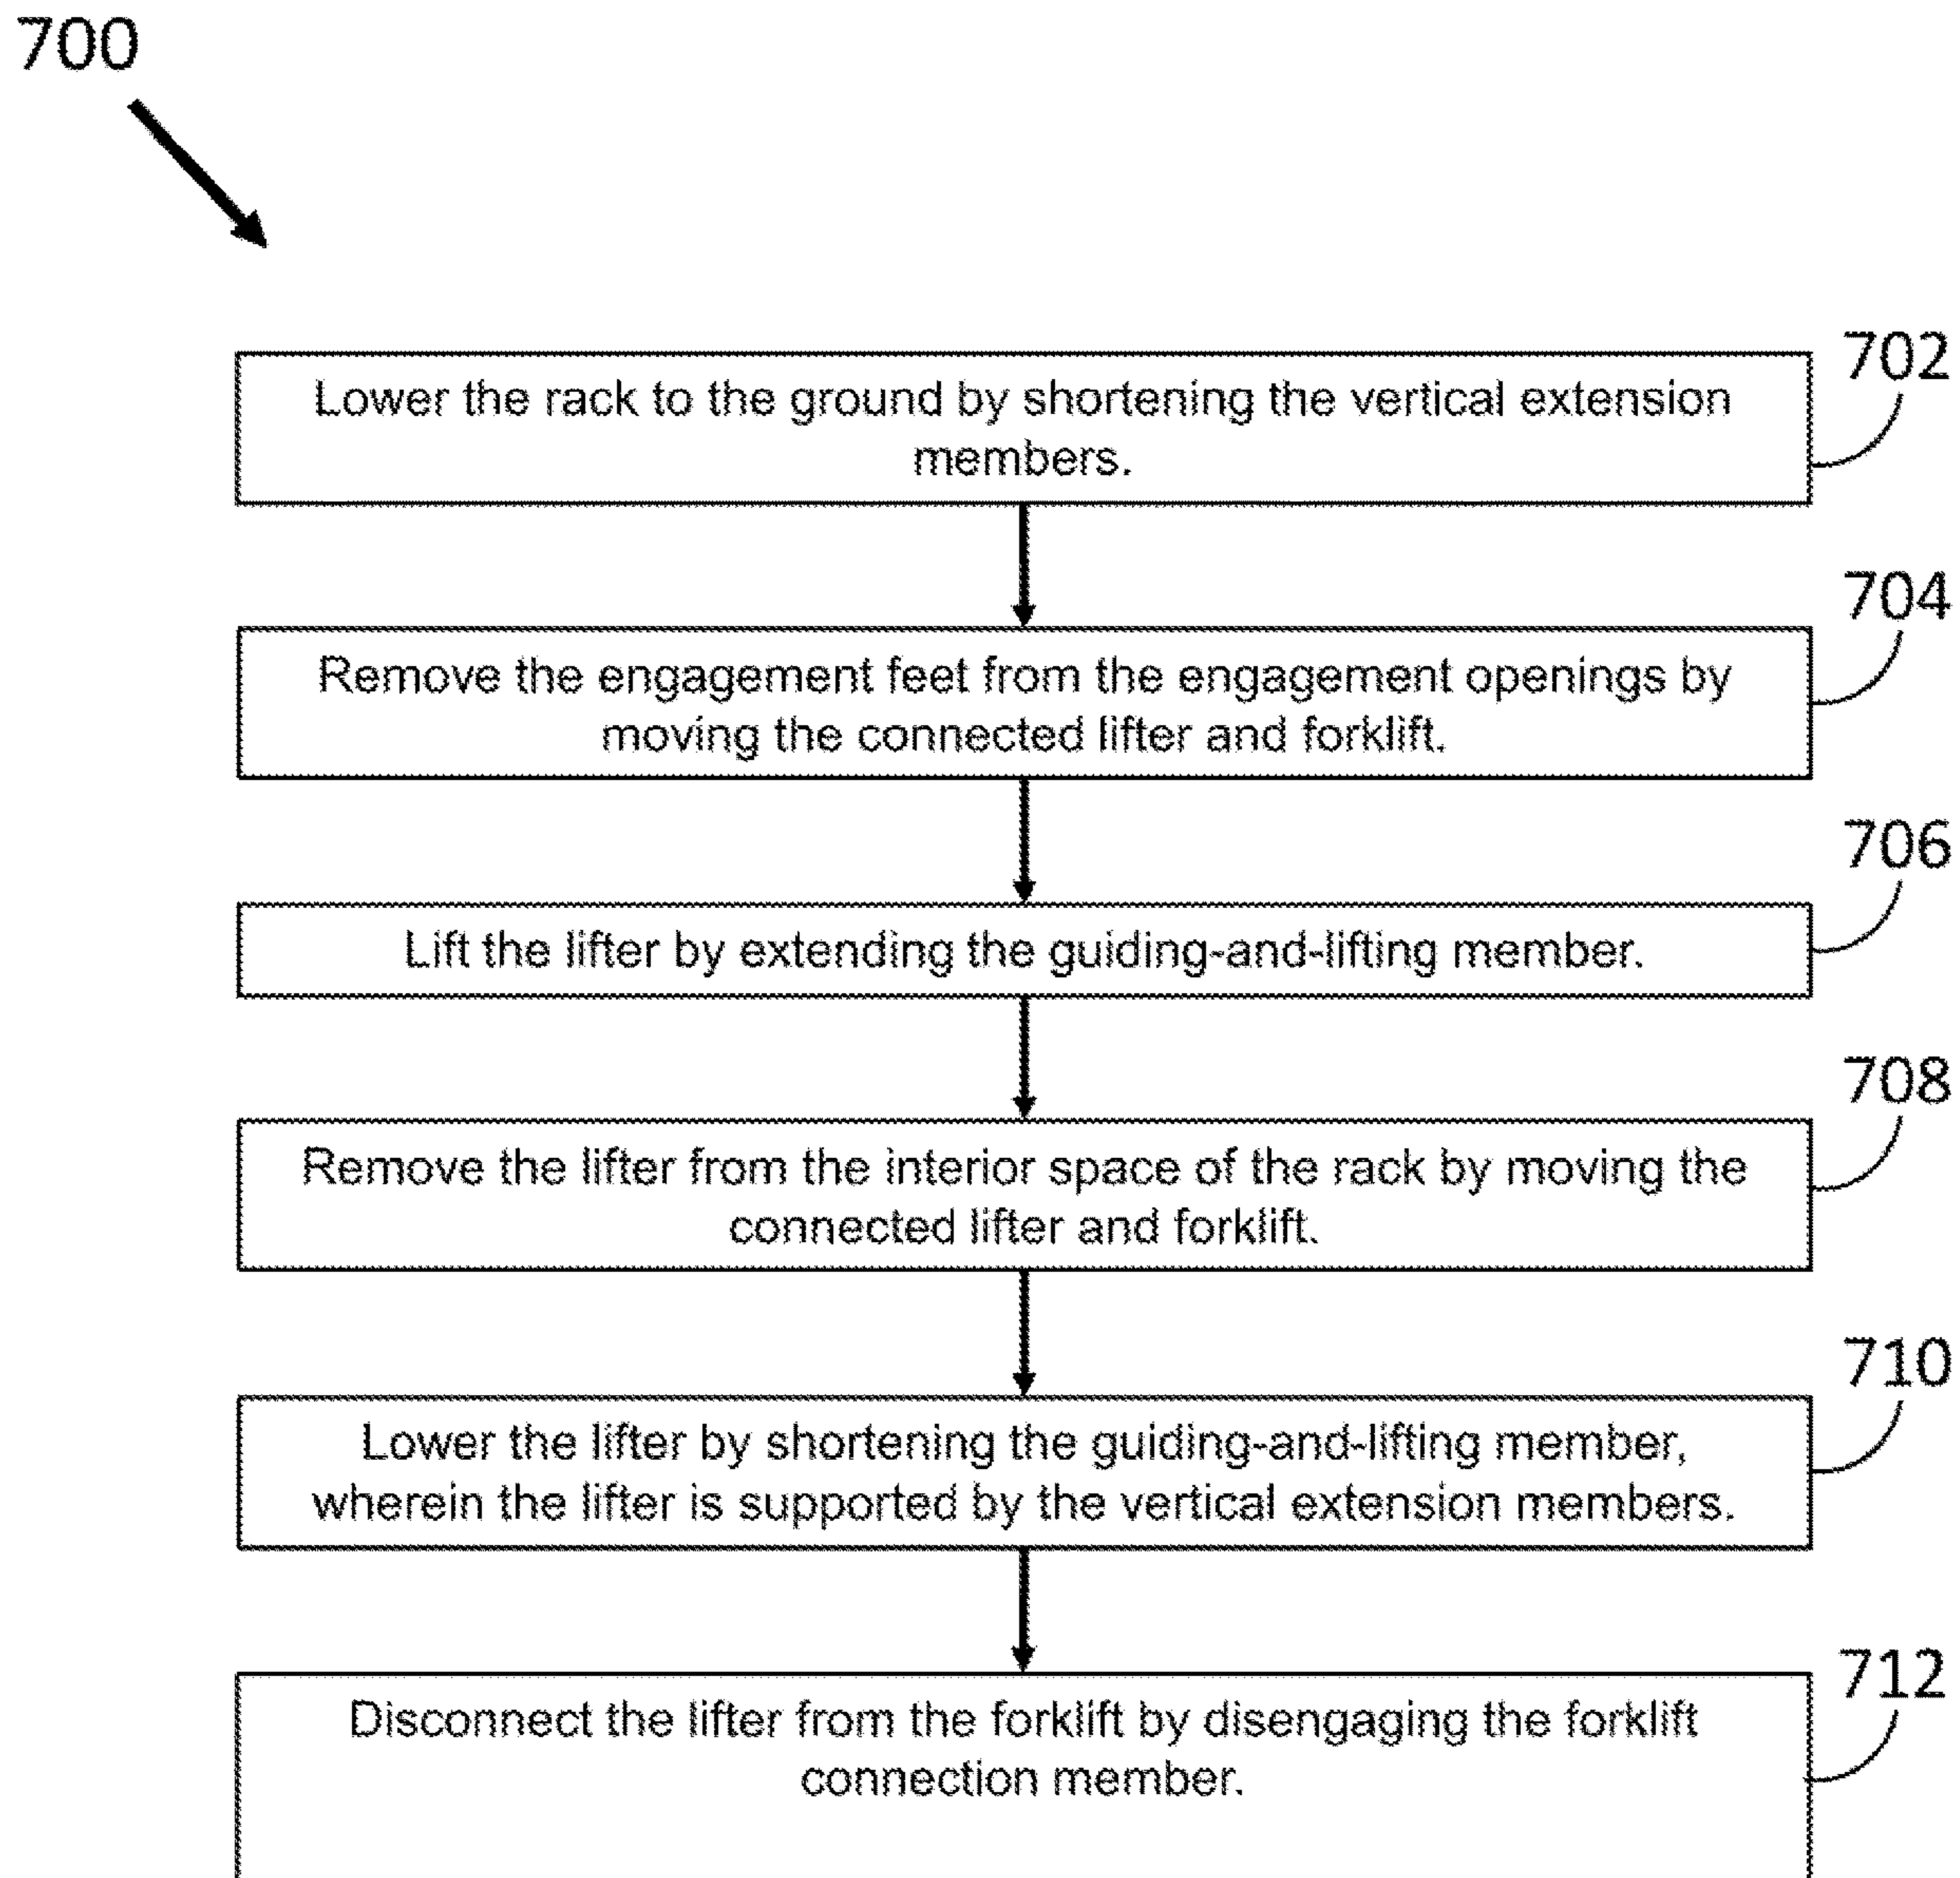 700
702
Lower the rack to the ground by shortening the vertical extension
members.
704
Remove the engagement feet from the engagement openings by
moving the connected lifter and forklift.
706
Lift the lifter by extending the guiding-and-lifting member.
708
Remove the lifter from the interior space of the rack by moving the
connected lifter and forklift.
710
Lower the lifter by shortening the guiding-and-lifting member,
wherein the lifter is supported by the vertical extension members.
712
Disconnect the lifter from the forklift by disengaging the forklift
connection member.